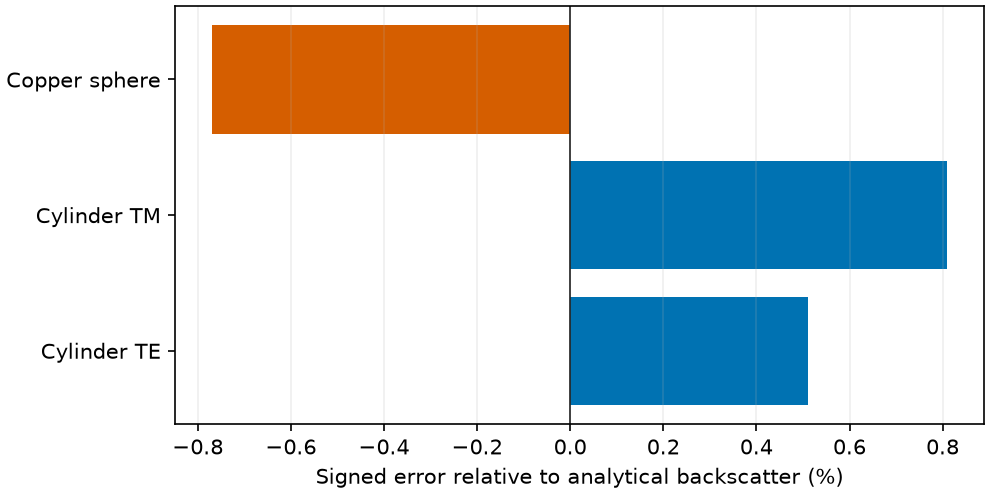 Copper sphere
Cylinder TM
Cylinder TE
−0.8 −0.6 −0.4 −0.2 0.0 0.2 0.4 0.6 0.8
Signed error relative to analytical backscatter (%)